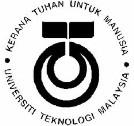 KERANA TUHAN UNTUK MANUSIA
• UNIVERSITI TEKNOLOGI MALAYSIA •